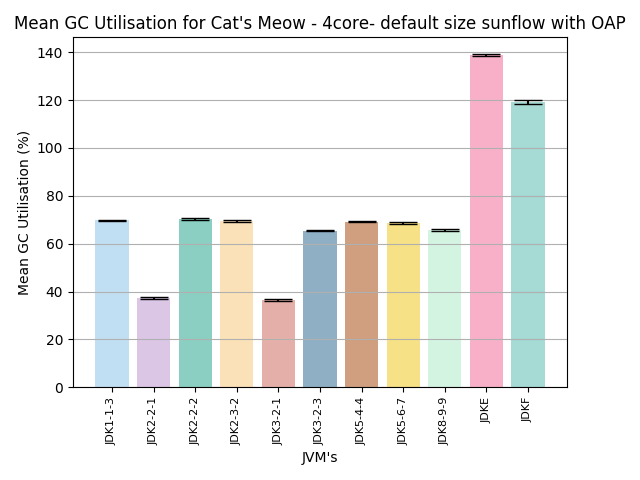 Mean GC Utilisation for Cat's Meow - 4core- default size sunflow with OAP
140
120
100
80
60
40
20
0
Mean GC Utilisation (%)
JDK1-1-3
JDK2-2-1
JDK2-2-2
JDK2-3-2
JDK3-2-1
JDK3-2-3
JDK5-4-4
JDK5-6-7
JDK8-9-9
JDKE
JDKF
JVM's